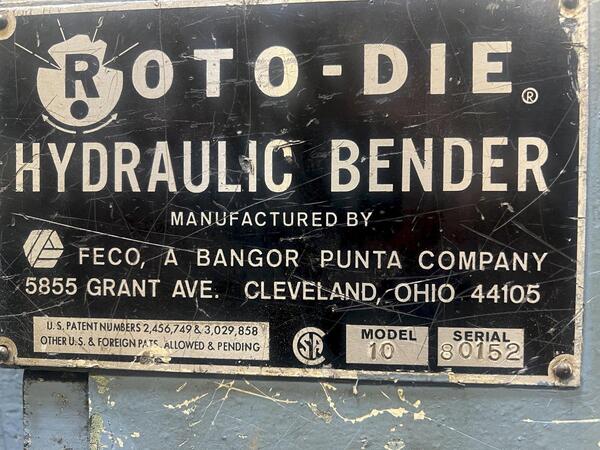 ROTO-DIE ®
HYDRAULIC BENDER
MANUFACTURED BY
FECO, A BANGOR PUNTA COMPANY
5855 GRANT AVE. CLEVELAND, OHIO 44105
U.S. PATENT NUMBERS 2,456,749 & 3,029,858
OTHER U.S. & FOREIGN PATS. ALLOWED & PENDING
CSA
MODEL
10
SERIAL
80152